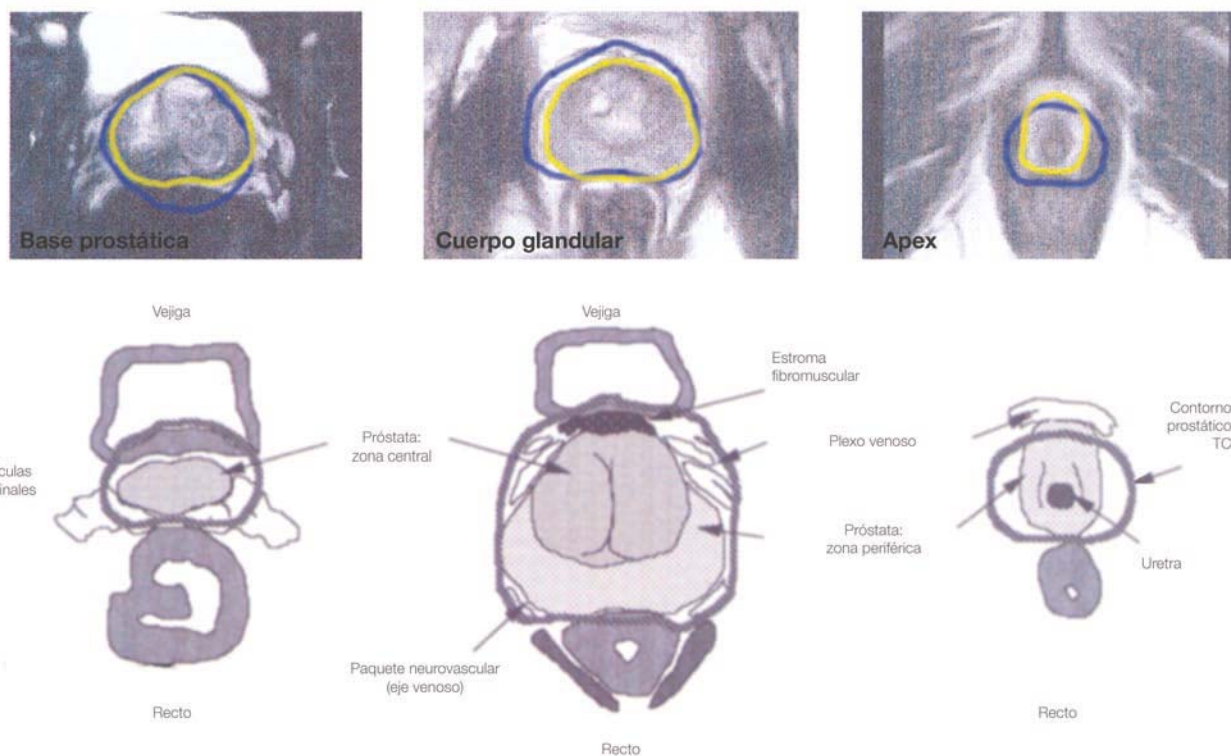 Base prostática
Cuerpo glandular
Apex
Vejiga
Vejiga
Estroma
fibromuscular
Próstata:
zona central
Plexo venoso
Contorno
prostático
TC
culas
inales
Próstata:
zona periférica
Uretra
Paquete neurovascular
(eje venoso)
Recto
Recto
Recto